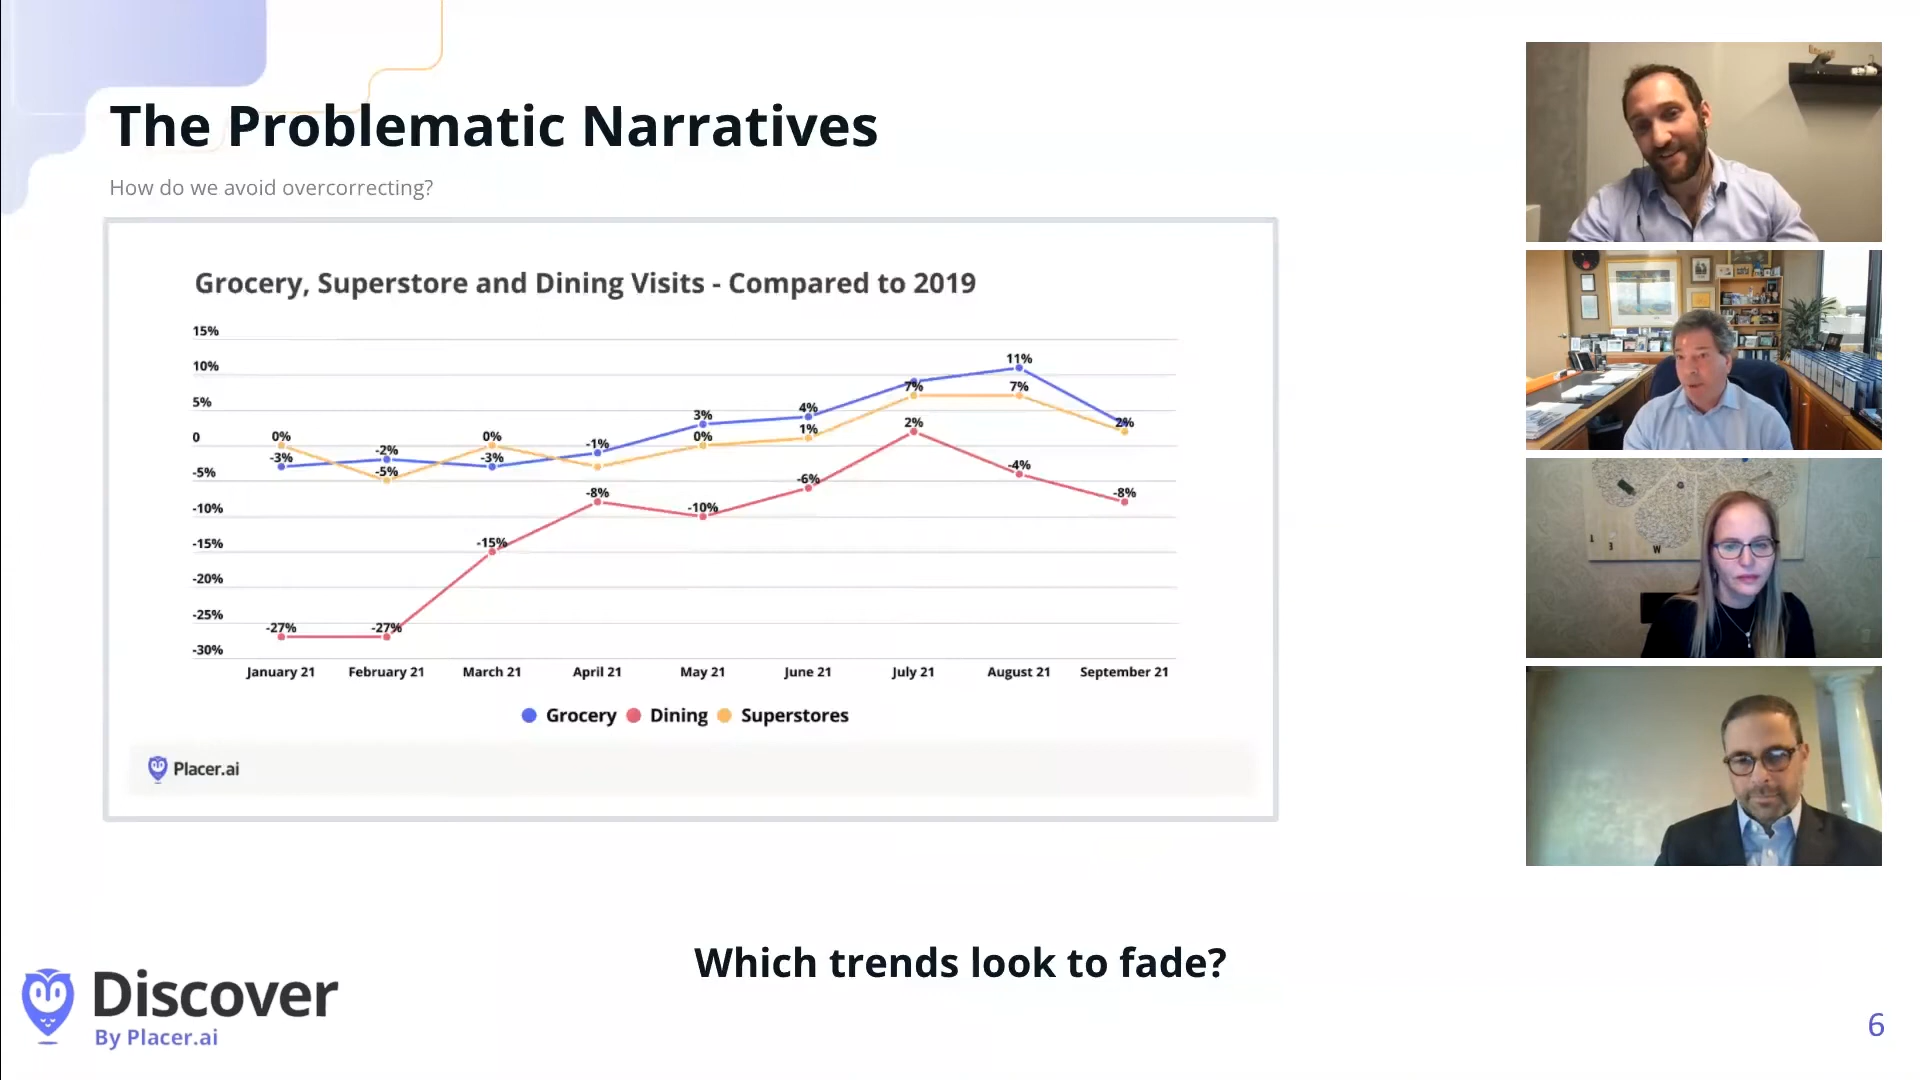 The Problematic Narratives
How do we avoid overcorrecting?
Grocery, Superstore and Dining Visits - Compared to 2019
15%
10%
5%
0
-5%
-10%
-15%
-20%
-25%
-30%
0% -2% 0% -1% 3% 4% 7% 11% 2%
-3% -5% -3% 0% 1% 7%
-27% -27% -15% -8% -10% -6% 2% -4% -8%
January 21 February 21 March 21 April 21 May 21 June 21 July 21 August 21 September 21
Grocery Dining Superstores
Placer.ai
W
Which trends look to fade?
Discover
By Placer.ai
6